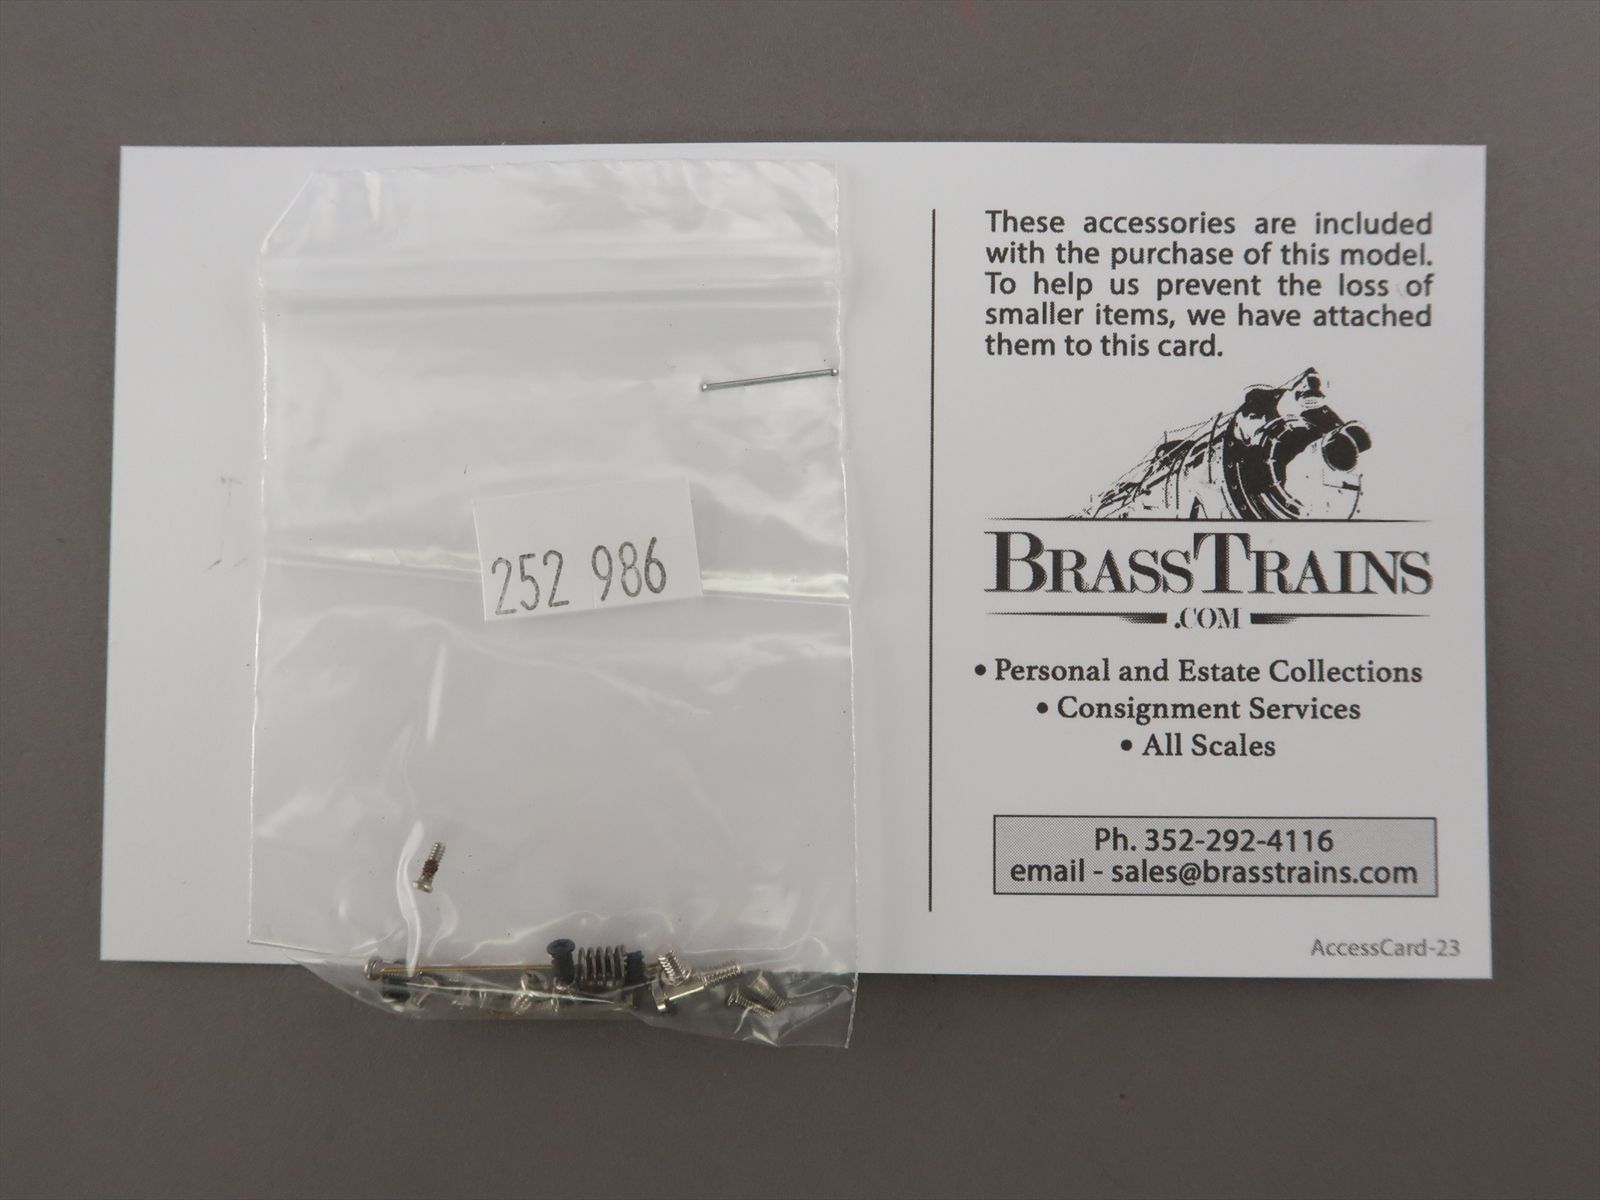 252 986
These accessories are included
with the purchase of this model.
To help us prevent the loss of
smaller items, we have attached
them to this card.
BRASSTRAINS
.COM
• Personal and Estate Collections
• Consignment Services
• All Scales
Ph. 352-292-4116
email - sales@brasstrains.com
AccessCard-23